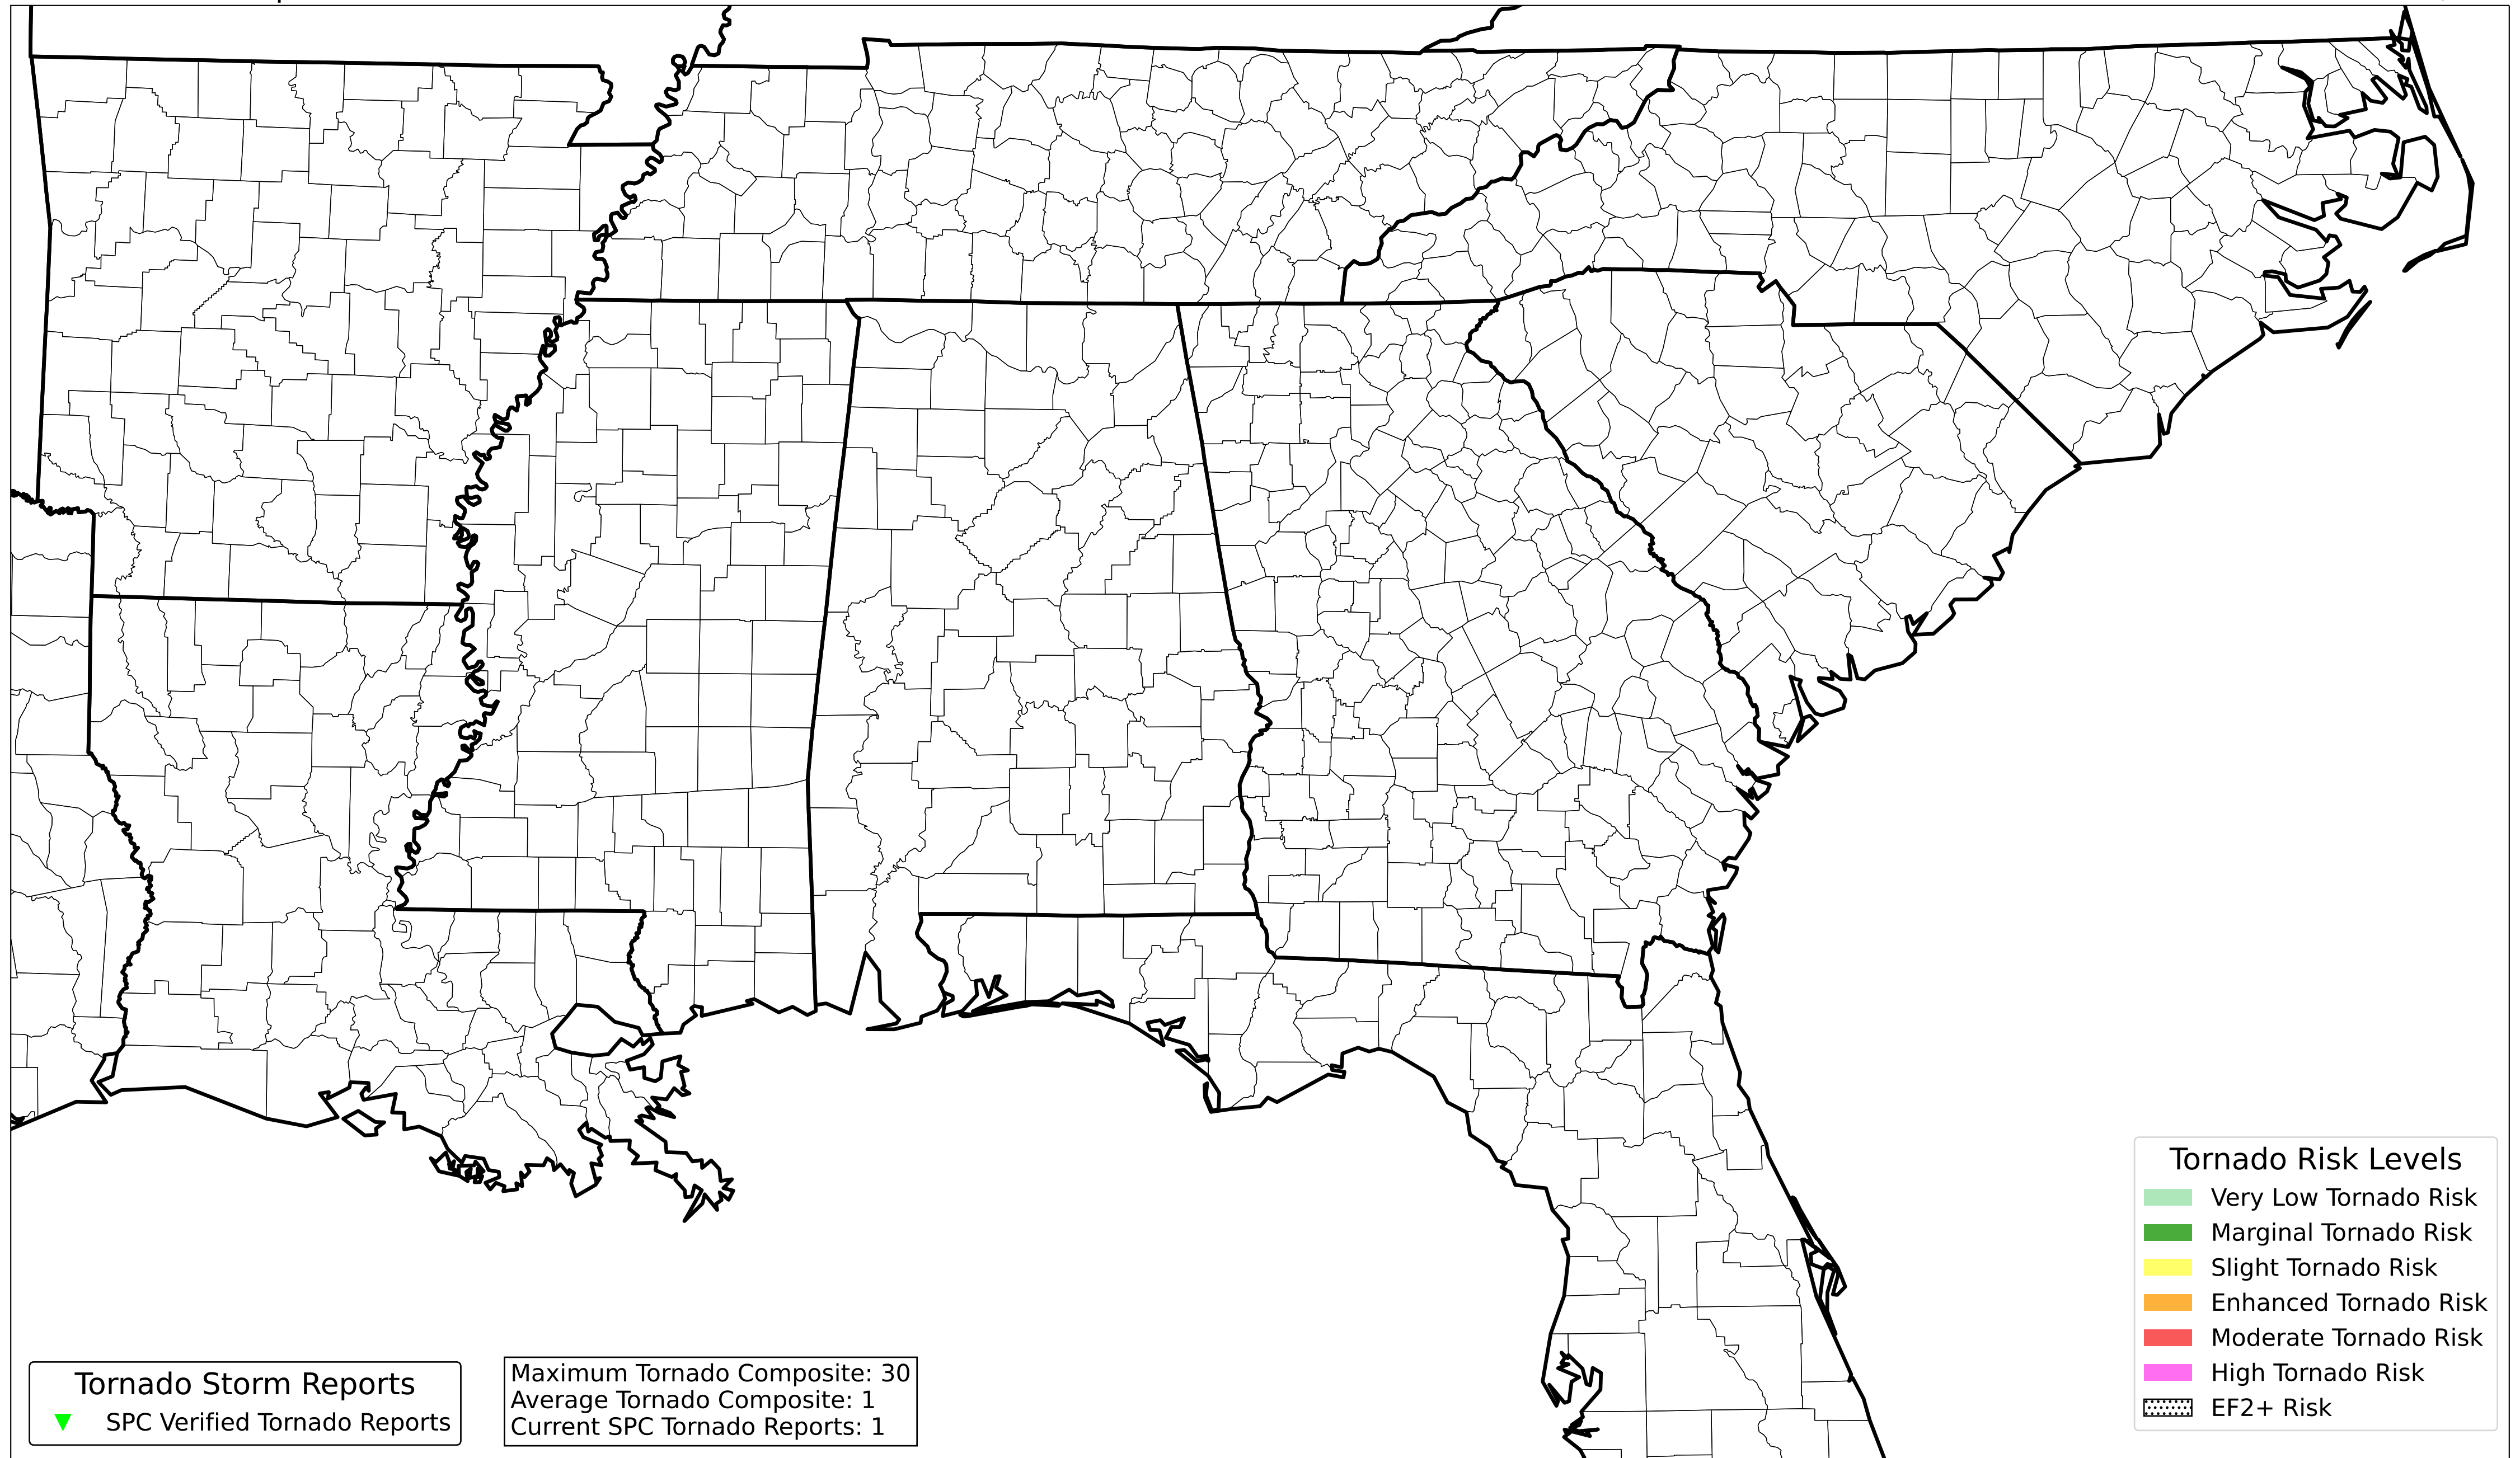 Tornado Risk Levels
Very Low Tornado Risk
Marginal Tornado Risk
Slight Tornado Risk
Enhanced Tornado Risk
Moderate Tornado Risk
High Tornado Risk
EF2+ Risk
Tornado Storm Reports
SPC Verified Tornado Reports
Maximum Tornado Composite: 30
Average Tornado Composite: 1
Current SPC Tornado Reports: 1